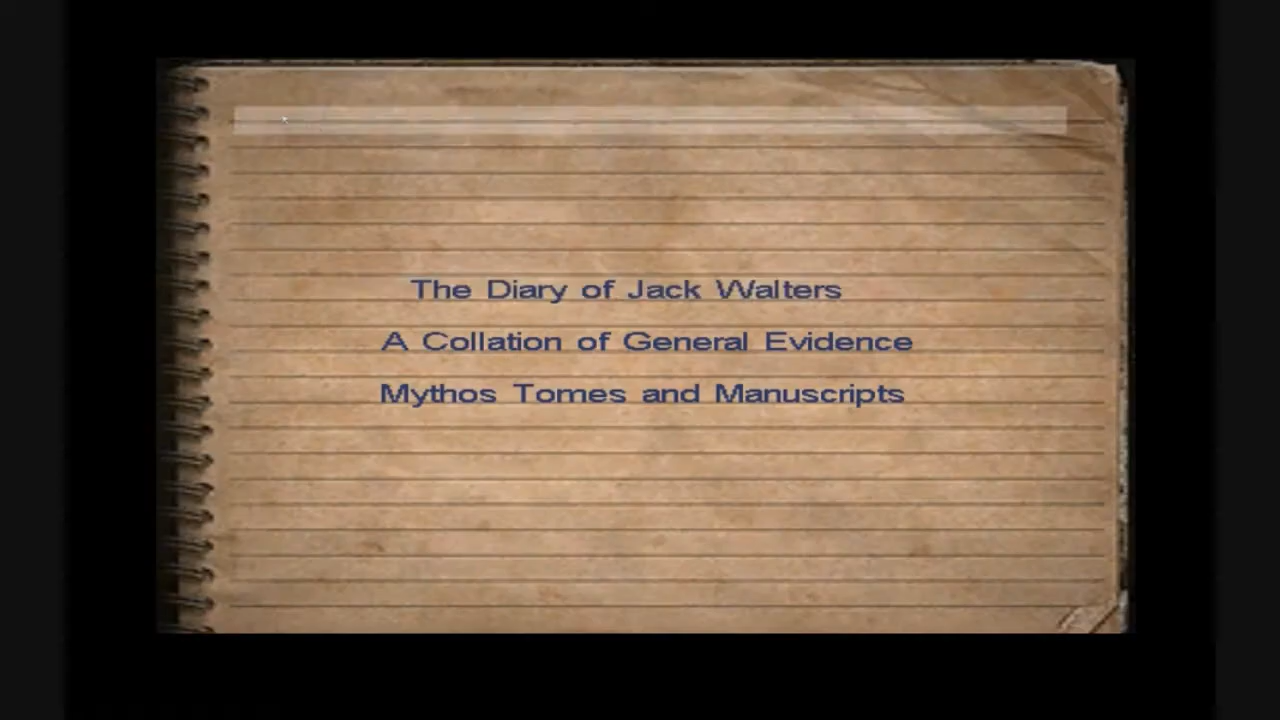 The Diary of Jack Walters
A Collation of General Evidence
Mythos Tomes and Manuscripts